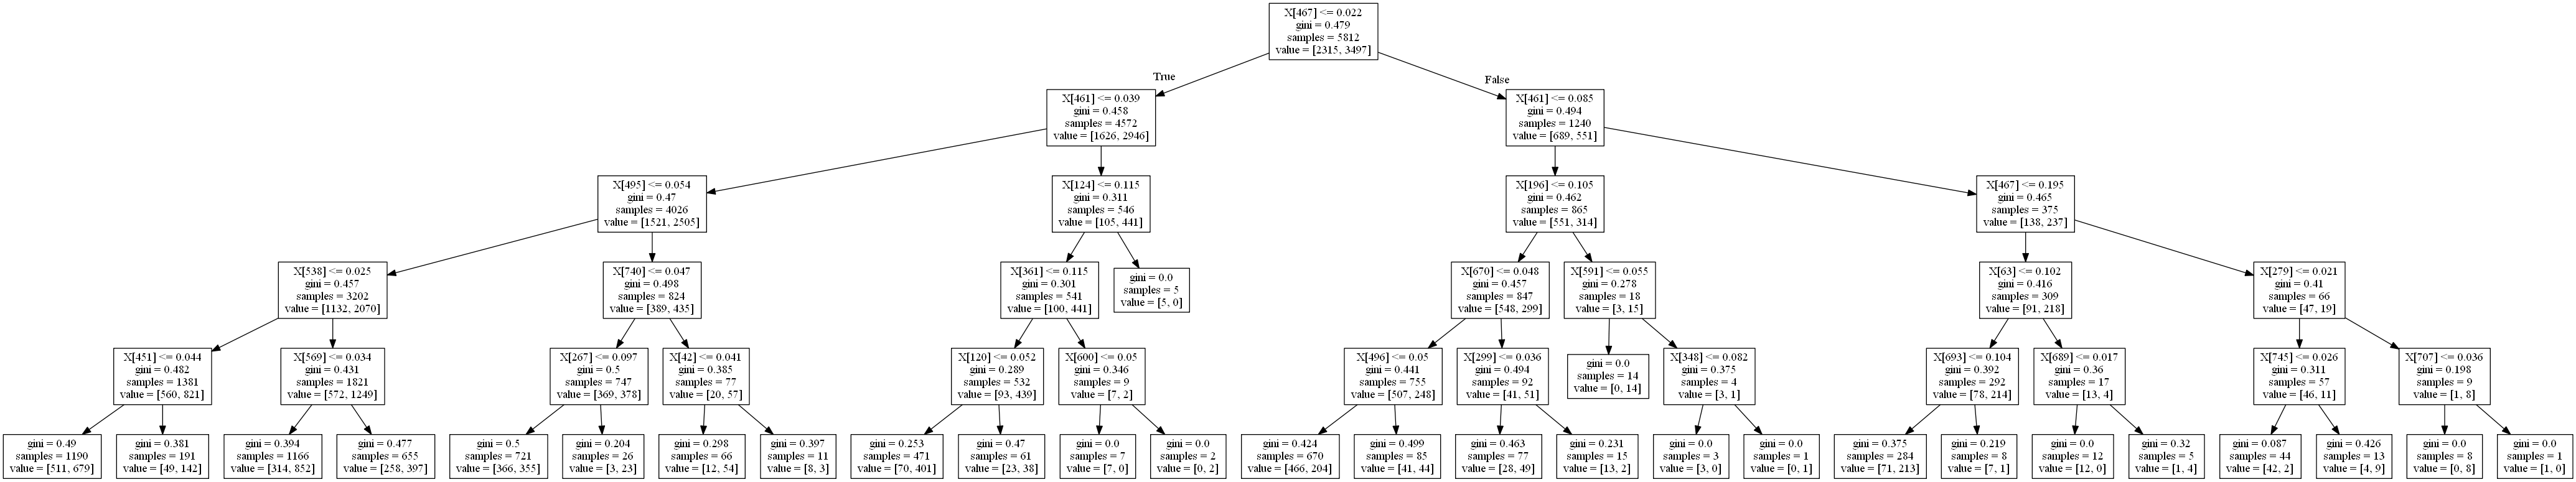 X[467] <= 0.022
gini = 0.479
samples = 5812
value = [2315, 3497]
True
False
X[461] <= 0.039
gini = 0.458
samples = 4572
value = [1626, 2946]
X[461] <= 0.085
gini = 0.494
samples = 1240
value = [689, 551]
X[495] <= 0.054
gini = 0.47
samples = 4026
value = [1521, 2505]
X[124] <= 0.115
gini = 0.311
samples = 546
value = [105, 441]
X[196] <= 0.105
gini = 0.462
samples = 865
value = [551, 314]
X[467] <= 0.195
gini = 0.465
samples = 375
value = [138, 237]
X[538] <= 0.025
gini = 0.457
samples = 3202
value = [1132, 2070]
X[740] <= 0.047
gini = 0.498
samples = 824
value = [389, 435]
X[361] <= 0.115
gini = 0.301
samples = 541
value = [100, 441]
gini = 0.0
samples = 5
value = [5, 0]
X[670] <= 0.048
gini = 0.457
samples = 847
value = [548, 299]
X[591] <= 0.055
gini = 0.278
samples = 18
value = [3, 15]
X[63] <= 0.102
gini = 0.416
samples = 309
value = [91, 218]
X[279] <= 0.021
gini = 0.41
samples = 66
value = [47, 19]
X[451] <= 0.044
gini = 0.482
samples = 1381
value = [560, 821]
X[569] <= 0.034
gini = 0.431
samples = 1821
value = [572, 1249]
X[267] <= 0.097
gini = 0.5
samples = 747
value = [369, 378]
X[42] <= 0.041
gini = 0.385
samples = 77
value = [20, 57]
X[120] <= 0.052
gini = 0.289
samples = 532
value = [93, 439]
X[600] <= 0.05
gini = 0.346
samples = 9
value = [7, 2]
X[496] <= 0.05
gini = 0.441
samples = 755
value = [507, 248]
X[299] <= 0.036
gini = 0.494
samples = 92
value = [41, 51]
gini = 0.0
samples = 14
value = [0, 14]
X[348] <= 0.082
gini = 0.375
samples = 4
value = [3, 1]
X[693] <= 0.104
gini = 0.392
samples = 292
value = [78, 214]
X[689] <= 0.017
gini = 0.36
samples = 17
value = [13, 4]
X[745] <= 0.026
gini = 0.311
samples = 57
value = [46, 11]
X[707] <= 0.036
gini = 0.198
samples = 9
value = [1, 8]
gini = 0.49
samples = 1190
value = [511, 679]
gini = 0.381
samples = 191
value = [49, 142]
gini = 0.394
samples = 1166
value = [314, 852]
gini = 0.477
samples = 655
value = [258, 397]
gini = 0.5
samples = 721
value = [366, 355]
gini = 0.204
samples = 26
value = [3, 23]
gini = 0.298
samples = 66
value = [12, 54]
gini = 0.397
samples = 11
value = [8, 3]
gini = 0.253
samples = 471
value = [70, 401]
gini = 0.47
samples = 61
value = [23, 38]
gini = 0.0
samples = 7
value = [7, 0]
gini = 0.0
samples = 2
value = [0, 2]
gini = 0.424
samples = 670
value = [466, 204]
gini = 0.499
samples = 85
value = [41, 44]
gini = 0.463
samples = 77
value = [28, 49]
gini = 0.231
samples = 15
value = [13, 2]
gini = 0.0
samples = 3
value = [3, 0]
gini = 0.0
samples = 1
value = [0, 1]
gini = 0.375
samples = 284
value = [71, 213]
gini = 0.219
samples = 8
value = [7, 1]
gini = 0.0
samples = 12
value = [12, 0]
gini = 0.32
samples = 5
value = [1, 4]
gini = 0.087
samples = 44
value = [42, 2]
gini = 0.426
samples = 13
value = [4, 9]
gini = 0.0
samples = 8
value = [0, 8]
gini = 0.0
samples = 1
value = [1, 0]